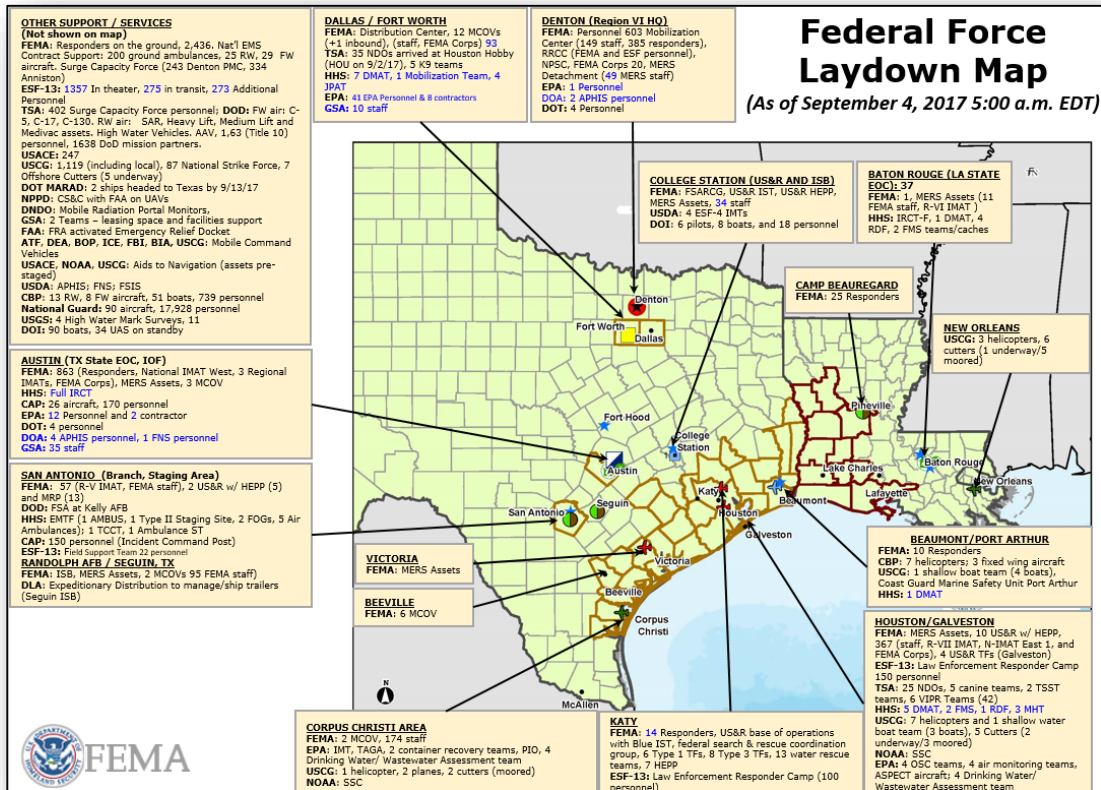 OTHER SUPPORT / SERVICES
(Not shown on map)
FEMA: Responders on the ground, 2,436. Nat'l EMS
Contract Support: 200 ground ambulances, 25 RW, 29 FW
aircraft. Surge Capacity Force (243 Denton PMC, 334
Anniston)
ESF-13: 1357 In theater, 275 in transit, 273 Additional
Personnel
TSA: 402 Surge Capacity Force personnel; DOD: FW air: C-
5, C-17, C-130. RW air: SAR, Heavy Lift, Medium Lift and
Medivac assets. High Water Vehicles. AAV, 1,63 (Title 10)
personnel, 1638 DoD mission partners.
USACE: 247
USCG: 1,119 (including local), 87 National Strike Force, 7
Offshore Cutters (5 underway)
DOT MARAD: 2 ships headed to Texas by 9/13/17
NPPD: CS&C with FAA on UAVs
DNDO: Mobile Radiation Portal Monitors,
GSA: 2 Teams – leasing space and facilities support
FAA: FRA activated Emergency Relief Docket
ATF, DEA, BOP, ICE, FBI, BIA, USCG: Mobile Command
Vehicles
USACE, NOAA, USCG: Aids to Navigation (assets pre-
staged)
USDA: APHIS; FNS; FSIS
CBP: 13 RW, 8 FW aircraft, 51 boats, 739 personnel
National Guard: 90 aircraft, 17,928 personnel
USGS: 4 High Water Mark Surveys, 11
DOI: 90 boats, 34 UAS on standby
DALLAS / FORT WORTH
FEMA: Distribution Center, 12 MCOVs
(+1 inbound), (staff, FEMA Corps) 93
TSA: 35 NDOs arrived at Houston Hobby
(HOU on 9/2/17), 5 K9 teams
HHS: 7 DMAT, 1 Mobilization Team, 4
JPAT
EPA: 41 EPA Personnel & 8 contractors
GSA: 10 staff
DENTON (Region VI HQ)
FEMA: Personnel 603 Mobilization
Center (149 staff, 385 responders),
RRCC (FEMA and ESF personnel),
NPSC, FEMA Corps 20, MERS
Detachment (49 MERS staff)
EPA: 1 Personnel
DOA: 2 APHIS personnel
DOT: 4 Personnel
Federal Force
Laydown Map
(As of September 4, 2017 5:00 a.m. EDT)
COLLEGE STATION (US&R AND ISB)
FEMA: FSARCG, US&R IST, US&R HEPP,
MERS Assets, 34 staff
USDA: 4 ESF-4 IMTs
DOI: 6 pilots, 8 boats, and 18 personnel
BATON ROUGE (LA STATE
EOC): 37
FEMA: 1, MERS Assets (11
FEMA staff, R-VI IMAT )
HHS: IRCT-F, 1 DMAT, 4
RDF, 2 FMS teams/caches
CAMP BEAUREGARD
FEMA: 25 Responders
NEW ORLEANS
USCG: 3 helicopters, 6
cutters (1 underway/5
moored)
AUSTIN (TX State EOC, IOF)
FEMA: 863 (Responders, National IMAT West, 3 Regional
IMATs, FEMA Corps), MERS Assets, 3 MCOV
HHS: Full IRCT
CAP: 26 aircraft, 170 personnel
EPA: 12 Personnel and 2 contractor
DOT: 4 personnel
DOA: 4 APHIS personnel, 1 FNS personnel
GSA: 35 staff
SAN ANTONIO (Branch, Staging Area)
FEMA: 57 (R-V IMAT, FEMA staff), 2 US&R w/ HEPP (5)
and MRP (13)
DOD: FSA at Kelly AFB
HHS: EMTF (1 AMBUS, 1 Type II Staging Site, 2 FOGs, 5 Air
Ambulances); 1 TCCT, 1 Ambulance ST
CAP: 150 personnel (Incident Command Post)
ESF-13: Field Support Team 22 personnel
RANDOLPH AFB / SEGUIN, TX
FEMA: ISB, MERS Assets, 2 MCOVs 95 FEMA staff)
DLA: Expeditionary Distribution to manage/ship trailers
(Seguin ISB)
Denton
Fort Worth
Dallas
Fort Hood
College
Station
Austin
San Antonio
Seguin
Katy
Houston
Beaumont
Galveston
Victoria
Beeville
Corpus
Christi
McAllen
Pineville
Lake Charles
Lafayette
Baton Rouge
New Orleans
N
VICTORIA
FEMA: MERS Assets
BEEVILLE
FEMA: 6 MCOV
BEAUMONT/PORT ARTHUR
FEMA: 10 Responders
CBP: 7 helicopters; 3 fixed wing aircraft
USCG: 1 shallow boat team (4 boats),
Coast Guard Marine Safety Unit Port Arthur
HHS: 1 DMAT
HOUSTON/GALVESTON
FEMA: MERS Assets, 10 US&R w/ HEPP,
367 (staff, R-VII IMAT, N-IMAT East 1, and
FEMA Corps), 4 US&R TFs (Galveston)
ESF-13: Law Enforcement Responder Camp
150 personnel
TSA: 25 NDOs, 5 canine teams, 2 TSST
teams, 6 VIPR Teams (42)
HHS: 5 DMAT, 2 FMS, 1 RDF, 3 MHT
USCG: 7 helicopters and 1 shallow water
boat team (3 boats), 5 Cutters (2
underway/3 moored)
NOAA: SSC
EPA: 4 OSC teams, 4 air monitoring teams,
ASPECT aircraft; 4 Drinking Water/
Wastewater Assessment team
CORPUS CHRISTI AREA
FEMA: 2 MCOV, 174 staff
EPA: IMT, TAGA, 2 container recovery teams, PIO, 4
Drinking Water/ Wastewater Assessment team
USCG: 1 helicopter, 2 planes, 2 cutters (moored)
NOAA: SSC
KATY
FEMA: 14 Responders, US&R base of operations
with Blue IST, federal search & rescue coordination
group, 6 Type 1 TFs, 8 Type 3 TFs, 13 water rescue
teams, 7 HEPP
ESF-13: Law Enforcement Responder Camp (100
personnel)
FEMA